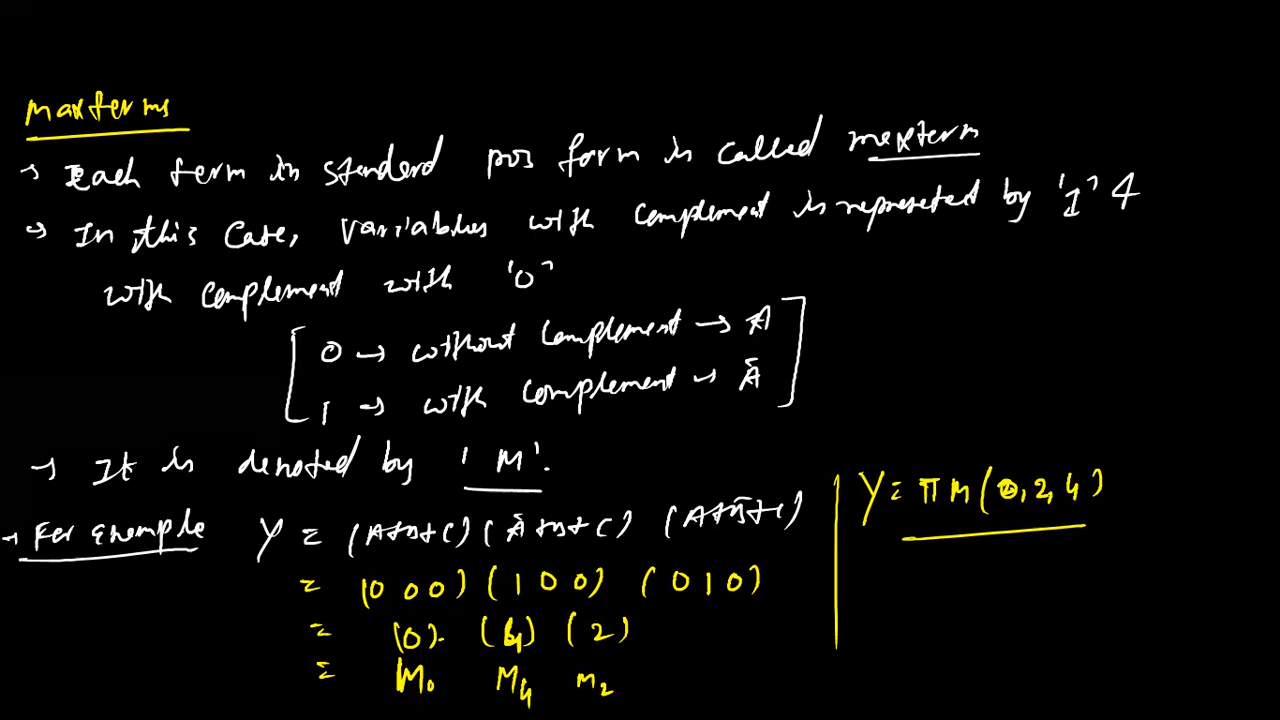 Maxterms
→ Each term in standard pos form is called maxterm
→ In this Case, variables with complement is represeted by '1' &
with complement with '0'
0 → without complement → A
1 → with complement → Ā
→ It is denoted by 'M'.
→ For Example Y = (A+B+C) (Ā+B+C) (A+B̄+C)
= (0 0 0) (1 0 0) (0 1 0)
= (0). (4) (2)
= M₀ M₄ m₂
Y = π M (0, 2, 4)